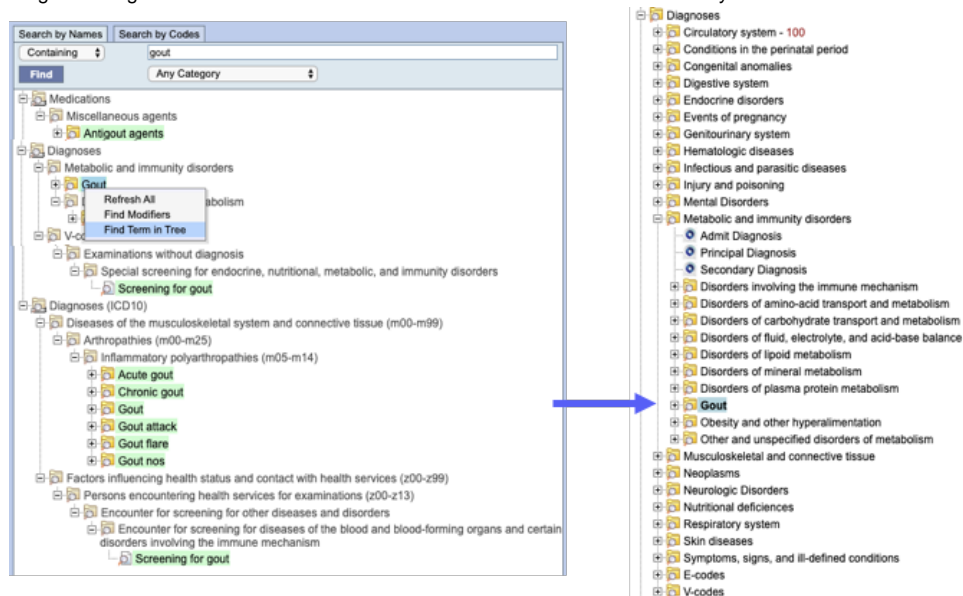 Search by Names
Search by Codes
Containing
gout
Find
Any Category
Medications
Miscellaneous agents
Antigout agents
Diagnoses
Metabolic and immunity disorders
Gout
Refresh All
Find Modifiers
Find Term in Tree
abolism
Examinations without diagnosis
Special screening for endocrine, nutritional, metabolic, and immunity disorders
Screening for gout
Diagnoses (ICD10)
Diseases of the musculoskeletal system and connective tissue (m00-m99)
Arthropathies (m00-m25)
Inflammatory polyarthropathies (m05-m14)
Acute gout
Chronic gout
Gout
Gout attack
Gout flare
Gout nos
Factors influencing health status and contact with health services (z00-z99)
Persons encountering health services for examinations (z00-z13)
Encounter for screening for other diseases and disorders
Encounter for screening for diseases of the blood and blood-forming organs and certain
disorders involving the immune mechanism
Screening for gout
Diagnoses
Circulatory system - 100
Conditions in the perinatal period
Congenital anomalies
Digestive system
Endocrine disorders
Events of pregnancy
Genitourinary system
Hematologic diseases
Infectious and parasitic diseases
Injury and poisoning
Mental Disorders
Metabolic and immunity disorders
Admit Diagnosis
Principal Diagnosis
Secondary Diagnosis
Disorders involving the immune mechanism
Disorders of amino-acid transport and metabolism
Disorders of carbohydrate transport and metabolism
Disorders of fluid, electrolyte, and acid-base balance
Disorders of lipoid metabolism
Disorders of mineral metabolism
Disorders of plasma protein metabolism
Gout
Obesity and other hyperalimentation
Other and unspecified disorders of metabolism
Musculoskeletal and connective tissue
Neoplasms
Neurologic Disorders
Nutritional deficiences
Respiratory system
Skin diseases
Symptoms, signs, and ill-defined conditions
E-codes
V-codes